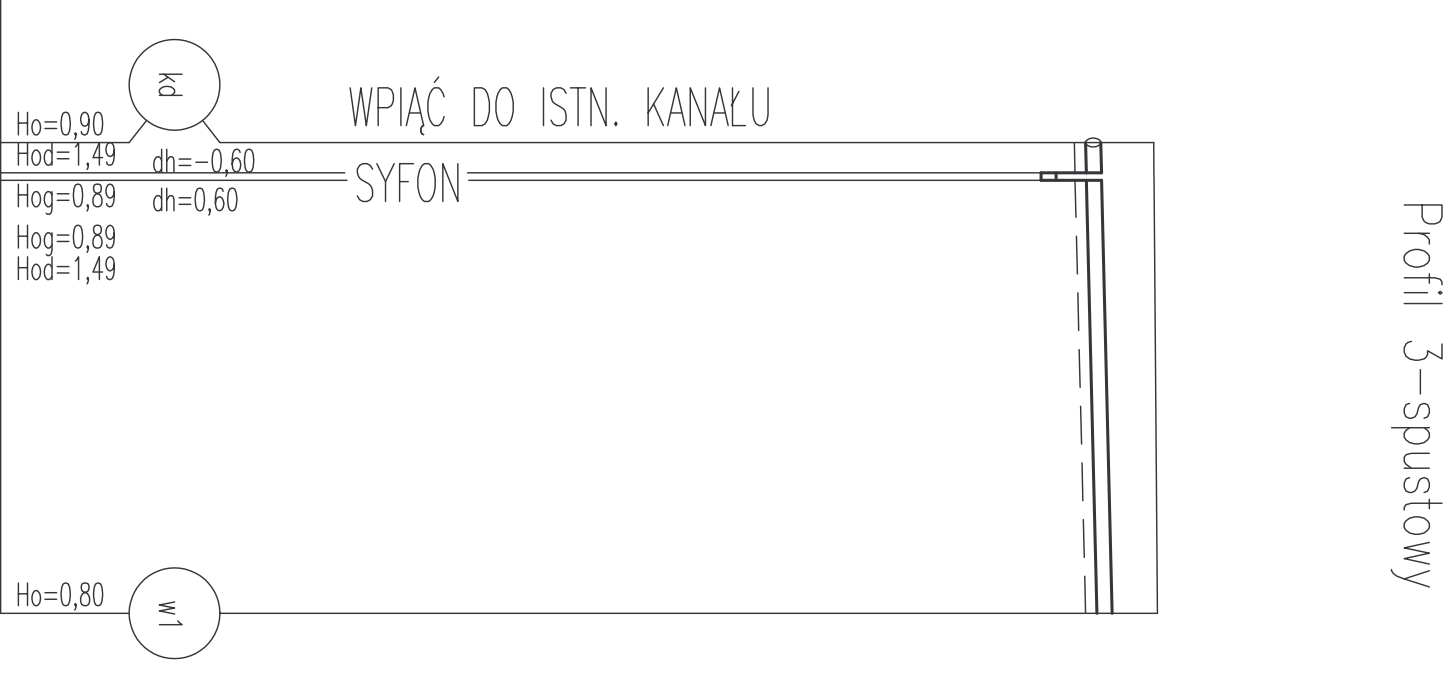 kd
WPIĄĆ DO ISTN. KANAŁU
Ho=0,90
Hod=1,49
dh=-0,60
SYFON
Hog=0,89
dh=0,60
Hog=0,89
Hod=1,49
Ho=0,80
w1
Profil 3-spustowy